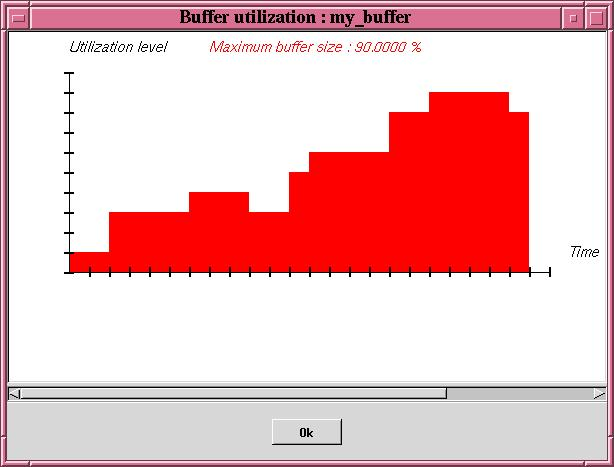 Buffer utilization : my_buffer
Utilization level Maximum buffer size : 90.0000 %
Time
Ok